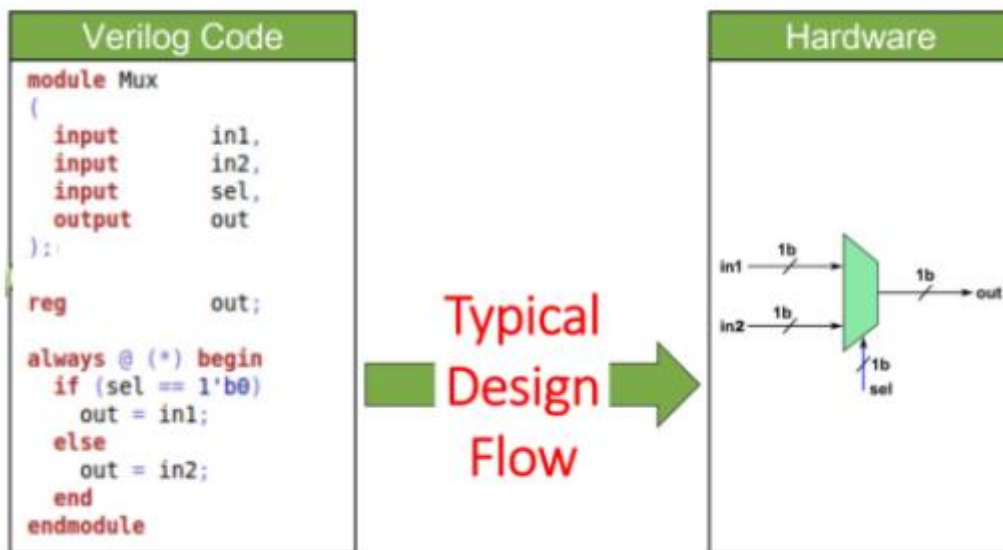 Verilog Code
module Mux
(
input in1,
input in2,
input sel,
output out
);
reg out;
always @ (*) begin
if (sel == 1'b0)
out = in1;
else
out = in2;
end
endmodule
Typical
Design
Flow
Hardware
in1 1b
1b out
in2 1b
1b
sel